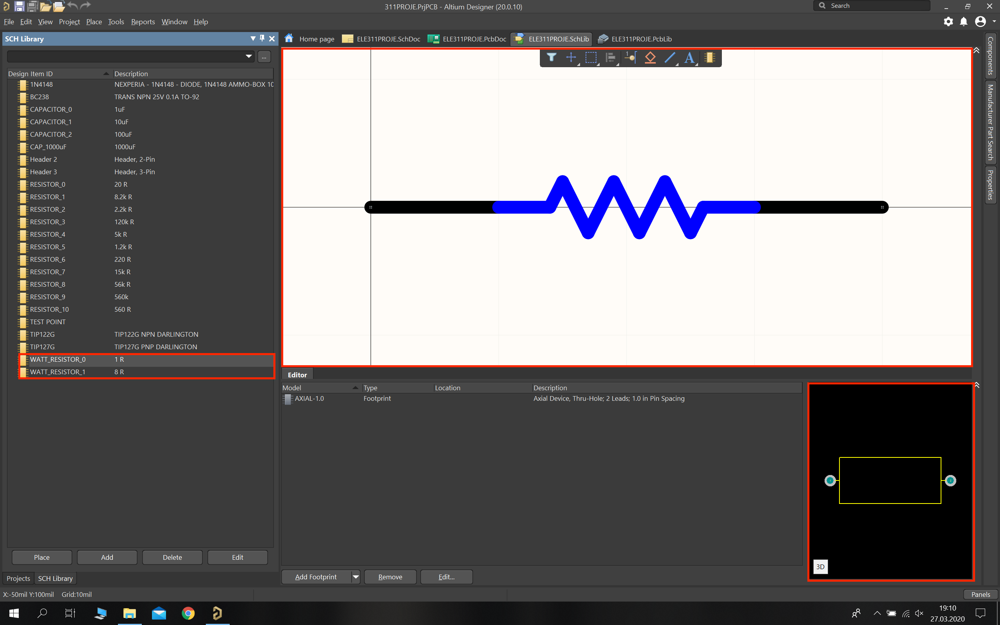 311PROJE.PrjPCB - Altium Designer (20.0.10)
Search
File Edit View Project Place Tools Reports Window Help
SCH Library
Home page
ELE311PROJE.SchDoc
ELE311PROJE.PcbDoc
ELE311PROJE.SchLib
ELE311PROJE.PcbLib
...
Design Item ID Description
1N4148 NEXPERIA - 1N4148 - DIODE, 1N4148 AMMO-BOX 10
BC238 TRANS NPN 25V 0.1A TO-92
CAPACITOR_0 1uF
CAPACITOR_1 10uF
CAPACITOR_2 100uF
CAP_1000uF 1000uF
Header 2 Header, 2-Pin
Header 3 Header, 3-Pin
RESISTOR_0 20 R
RESISTOR_1 8.2k R
RESISTOR_2 2.2k R
RESISTOR_3 120k R
RESISTOR_4 5k R
RESISTOR_5 1.2k R
RESISTOR_6 220 R
RESISTOR_7 15k R
RESISTOR_8 56k R
RESISTOR_9 560k
RESISTOR_10 560 R
TEST POINT
TIP122G TIP122G NPN DARLINGTON
TIP127G TIP127G PNP DARLINGTON
WATT_RESISTOR_0 1 R
WATT_RESISTOR_1 8 R
Place Add Delete Edit
Projects SCH Library
Components
Manufacturer Part Search
Properties
Editor
Model Type Location Description
AXIAL-1.0 Footprint Axial Device, Thru-Hole; 2 Leads; 1.0 in Pin Spacing
3D
Add Footprint Remove Edit...
X:-50mil Y:100mil Grid:10mil
Panels
19:10
27.03.2020